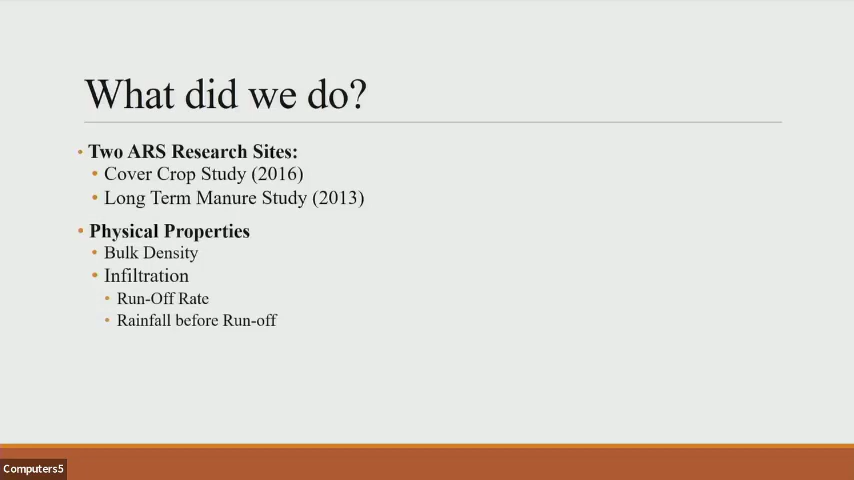 What did we do?
• Two ARS Research Sites:
• Cover Crop Study (2016)
• Long Term Manure Study (2013)
• Physical Properties
• Bulk Density
• Infiltration
• Run-Off Rate
• Rainfall before Run-off
Computers5